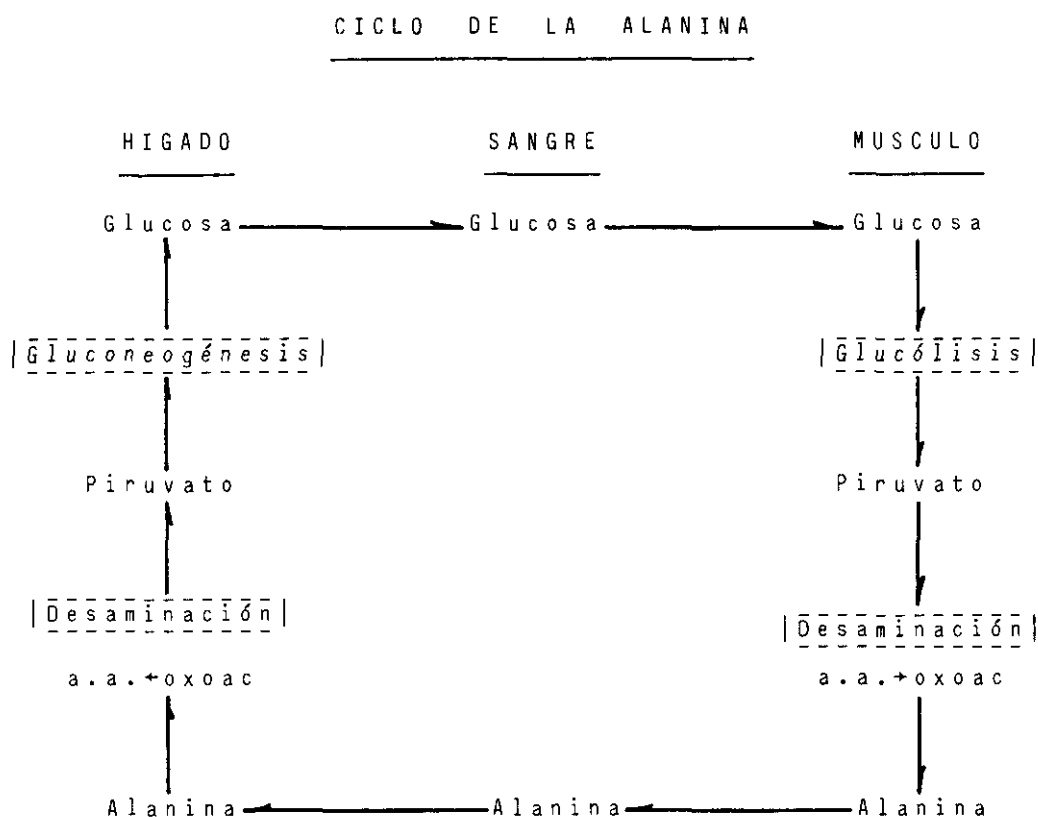 CICLO DE LA ALANINA
HIGADO SANGRE MUSCULO
Glucosa Glucosa Glucosa
Gluconeogénesis Glucólisis
Piruvato Piruvato
Desaminación Desaminación
a.a.←oxoac a.a.→oxoac
Alanina Alanina Alanina